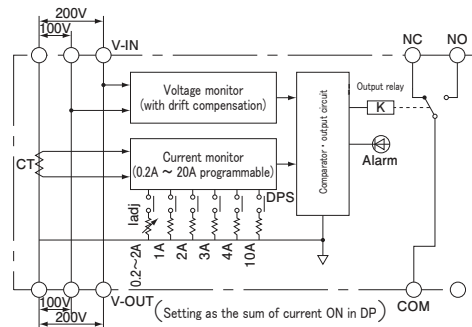 200V
100V
V-IN
NC
NO
Voltage monitor
(with drift compensation)
Comparator・output circuit
Output relay
K
CT
Current monitor
(0.2A ～ 20A programmable)
Alarm
DPS
Iadj
0.2～2A
1A
2A
3A
4A
10A
100V
200V
V-OUT
(Setting as the sum of current ON in DP)
COM